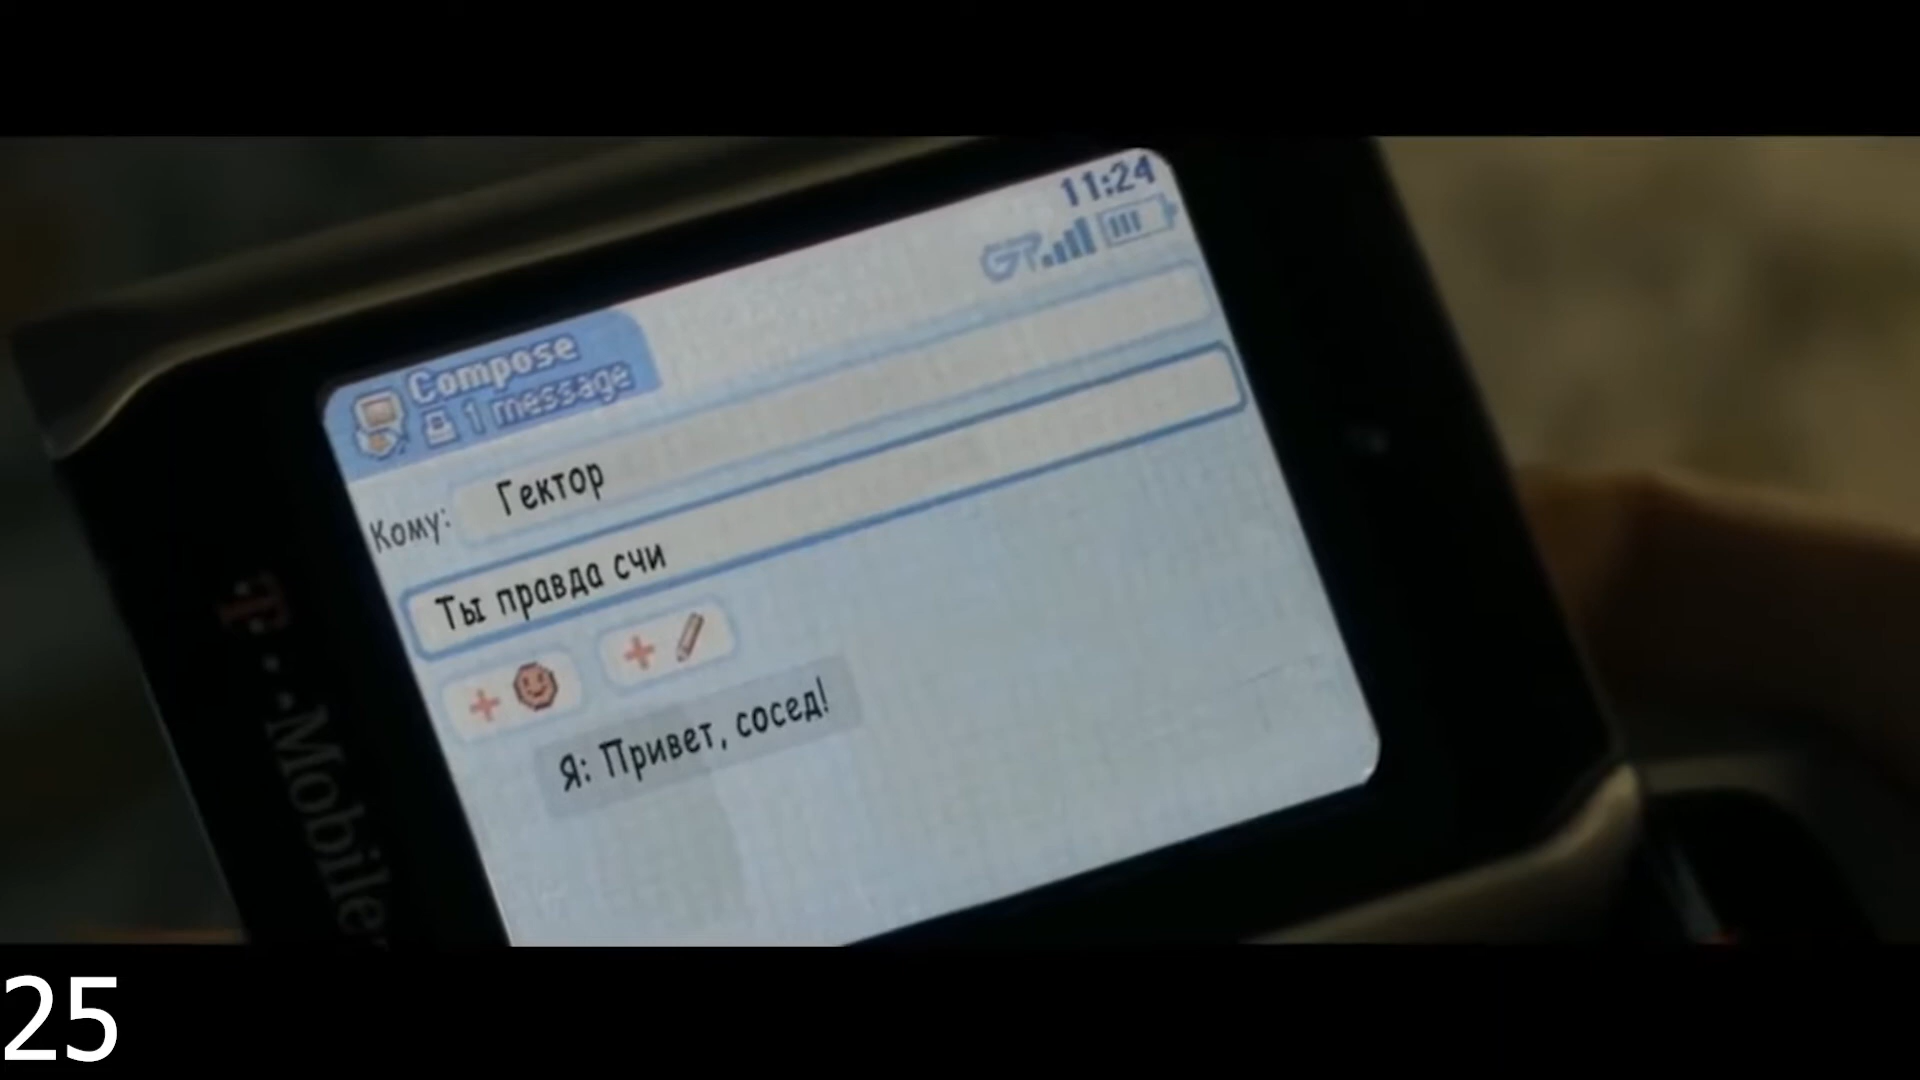 11:24
Compose
1 message
Кому: Гектор
Ты правда счи
Я: Привет, сосед!
T··Mobile
25